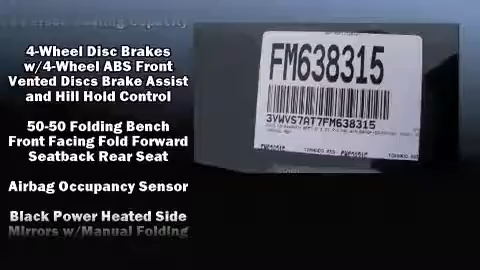 4-Wheel Disc Brakes
w/4-Wheel ABS Front
Vented Discs Brake Assist
and Hill Hold Control
50-50 Folding Bench
Front Facing Fold Forward
Seatback Rear Seat
Airbag Occupancy Sensor
Black Power Heated Side
Mirrors w/Manual Folding
FM638315
3VWVS7AT7FM638315